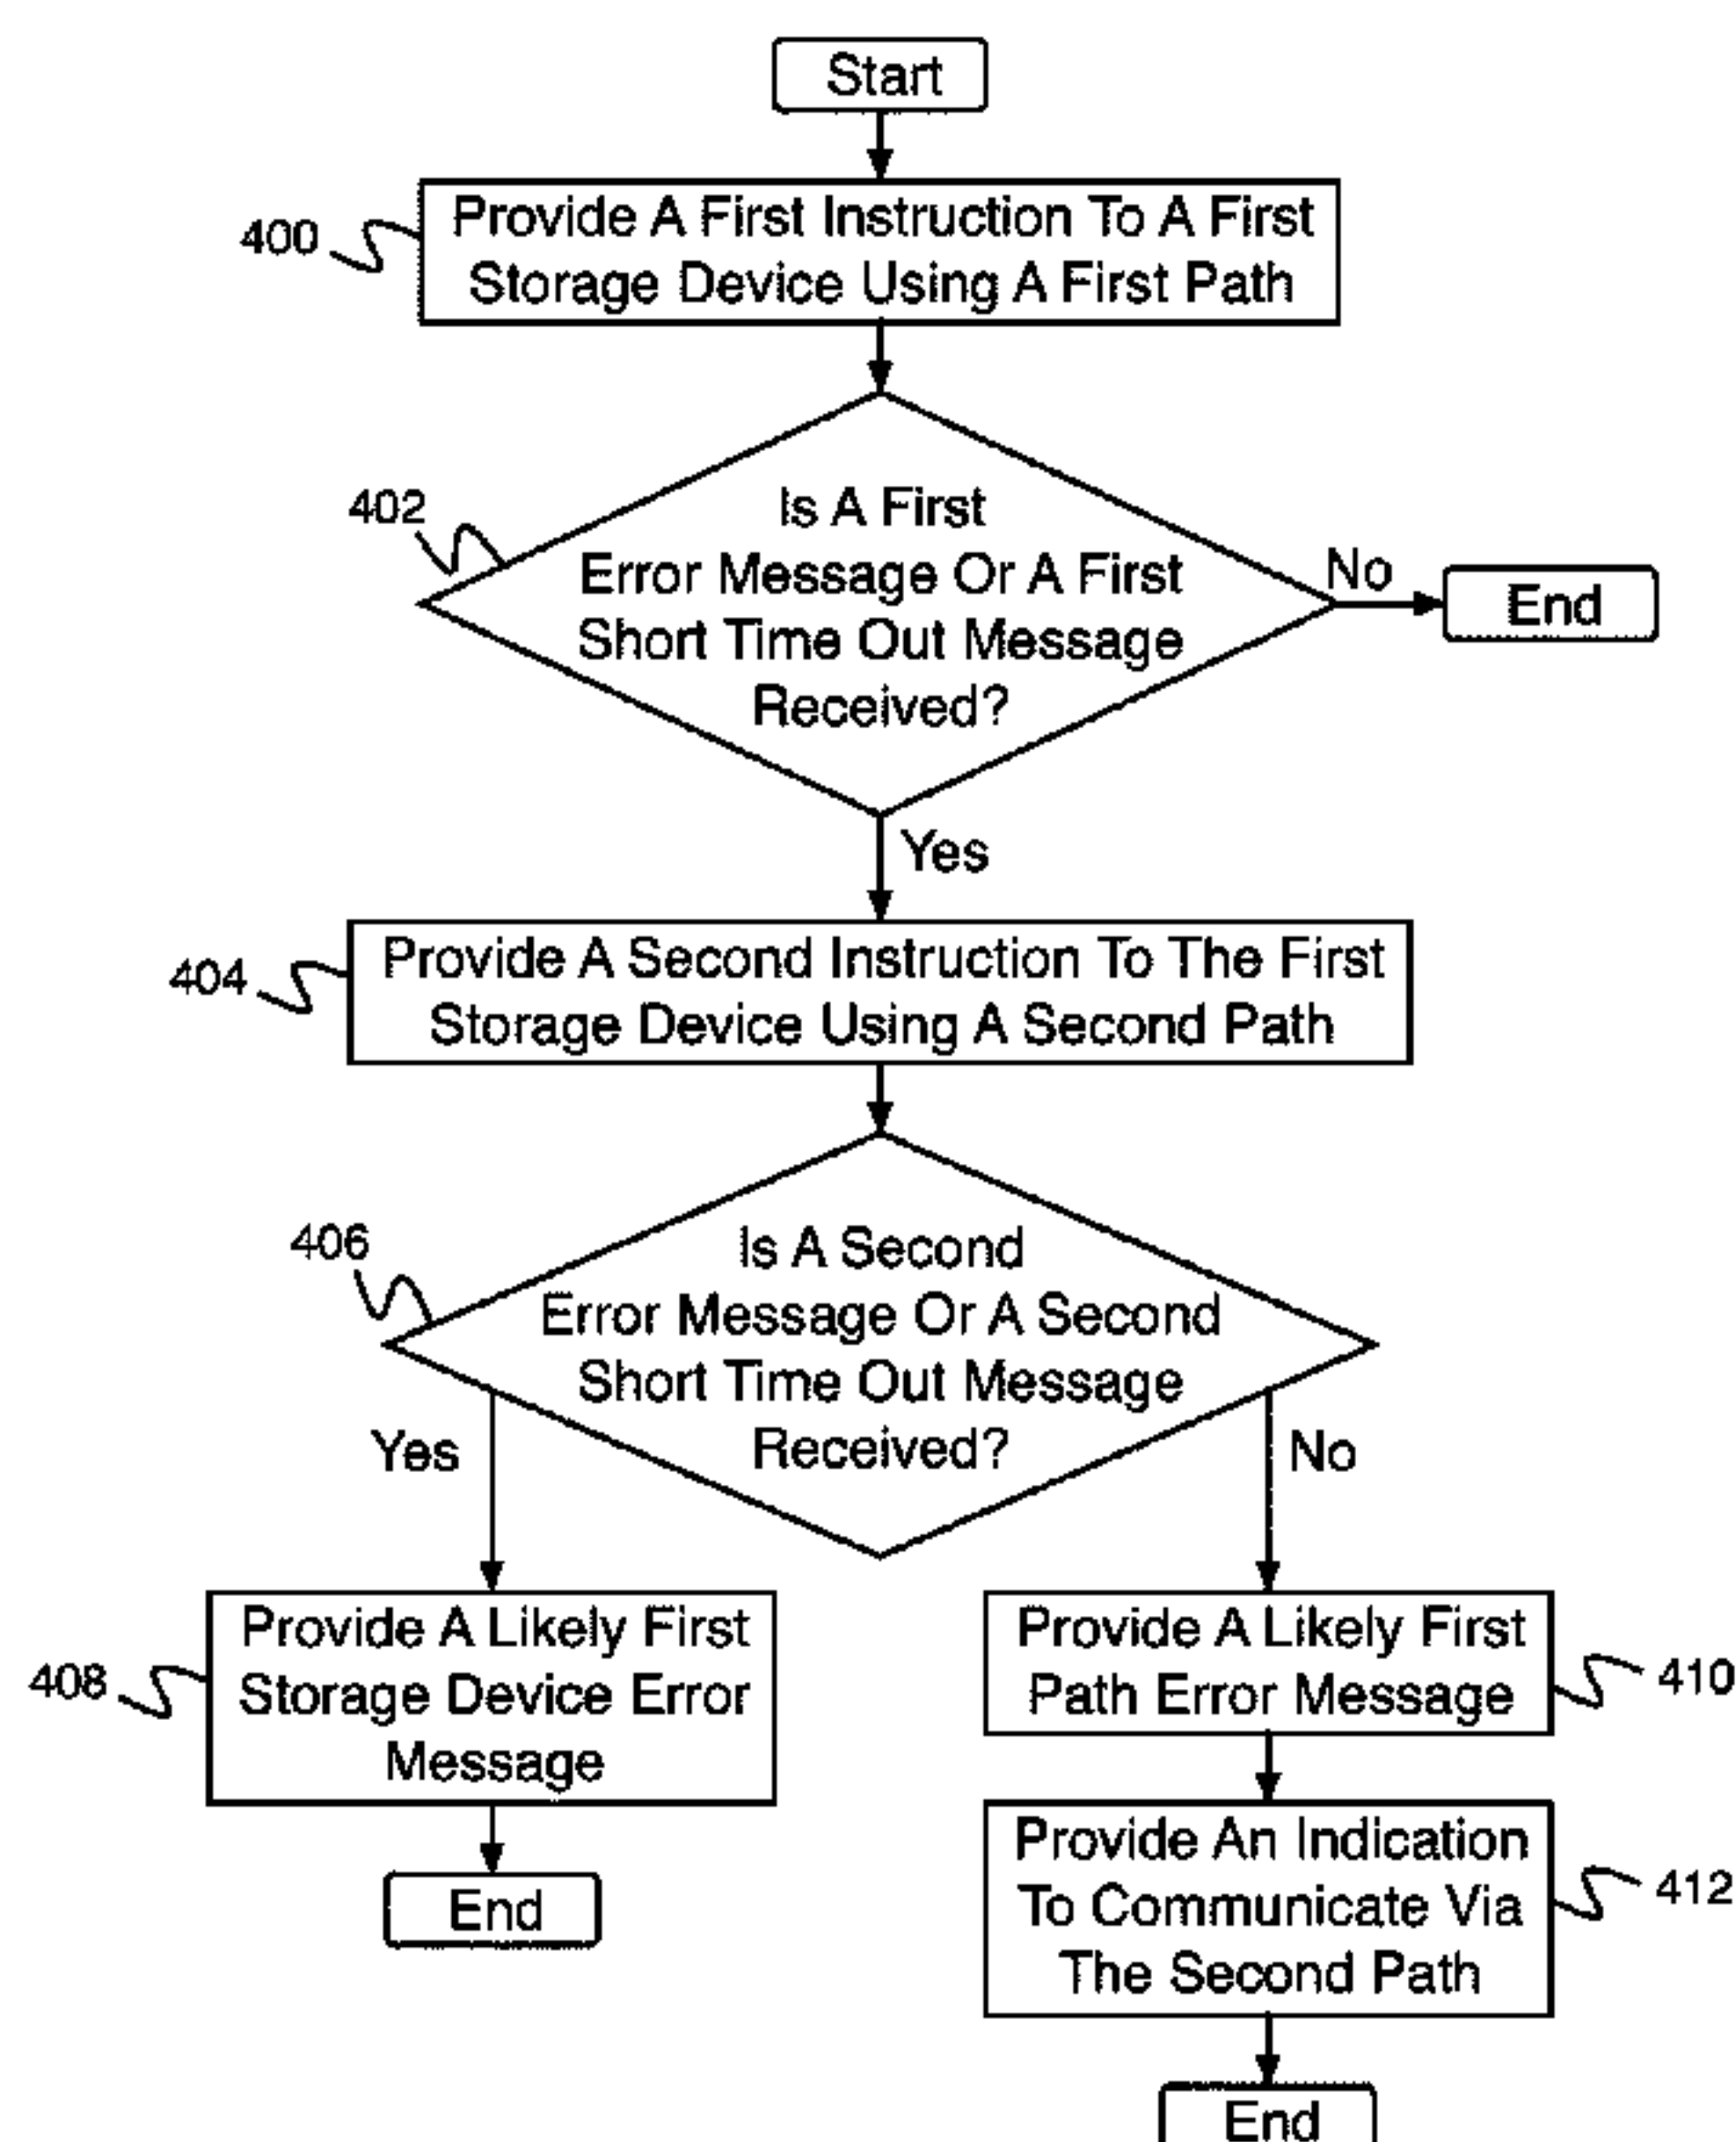 Start
400
Provide A First Instruction To A First
Storage Device Using A First Path
402
Is A First
Error Message Or A First
Short Time Out Message
Received?
No
End
Yes
404
Provide A Second Instruction To The First
Storage Device Using A Second Path
406
Is A Second
Error Message Or A Second
Short Time Out Message
Received?
Yes
No
408
Provide A Likely First
Storage Device Error
Message
End
Provide A Likely First
Path Error Message
410
Provide An Indication
To Communicate Via
The Second Path
412
End